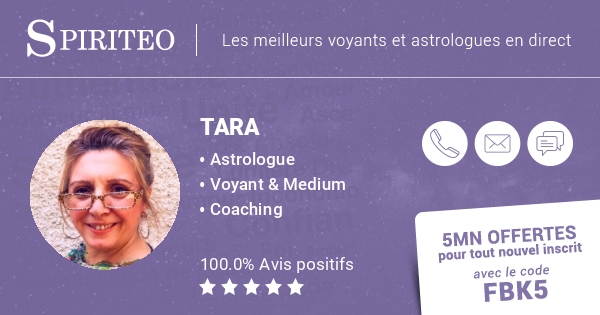 SPIRITEO
Les meilleurs voyants et astrologues en direct
TARA
• Astrologue
• Voyant & Medium
• Coaching
100.0% Avis positifs
5MN OFFERTES
pour tout nouvel inscrit
avec le code
FBK5